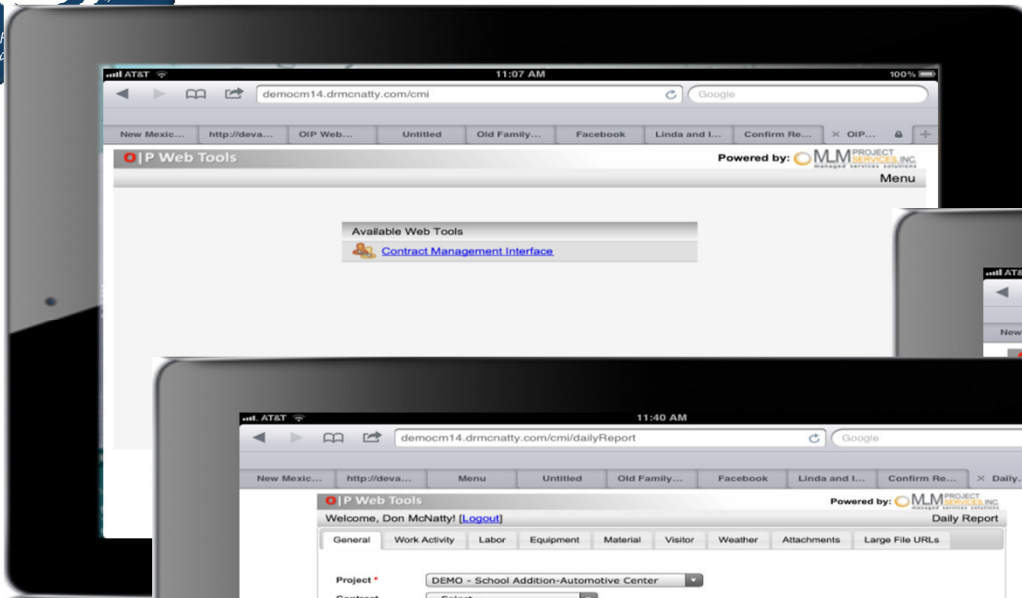 AT&T 11:07 AM 100%
democm14.drmcnatty.com/cmi Google
New Mexic... http://deva... OIP Web... Untitled Old Family... Facebook Linda and I... Confirm Re... × OIP... +
O|P Web Tools Powered by: MLM PROJECT SERVICES, INC.
managed services solutions
Menu
Available Web Tools
Contract Management Interface
AT&
New
AT&T 11:40 AM
democm14.drmcnatty.com/cmi/dailyReport Google
New Mexic... http://deva... Menu Untitled Old Family... Facebook Linda and I... Confirm Re... × Daily.
O|P Web Tools Powered by: MLM PROJECT SERVICES, INC.
managed services solutions
Welcome, Don McNatty! [Logout] Daily Report
General Work Activity Labor Equipment Material Visitor Weather Attachments Large File URLs
Project * DEMO - School Addition-Automotive Center